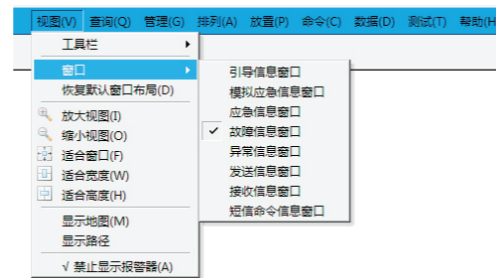 视图(V) 查询(Q) 管理(G) 排列(A) 放置(P) 命令(C) 数据(D) 测试(T) 帮助(H
工具栏
窗口
恢复默认窗口布局(D)
放大视图(I)
缩小视图(O)
适合窗口(F)
适合宽度(W)
适合高度(H)
显示地图(M)
显示路径
√ 禁止显示报警器(A)
引导信息窗口
模拟应急信息窗口
应急信息窗口
✓ 故障信息窗口
异常信息窗口
发送信息窗口
接收信息窗口
短信命令信息窗口